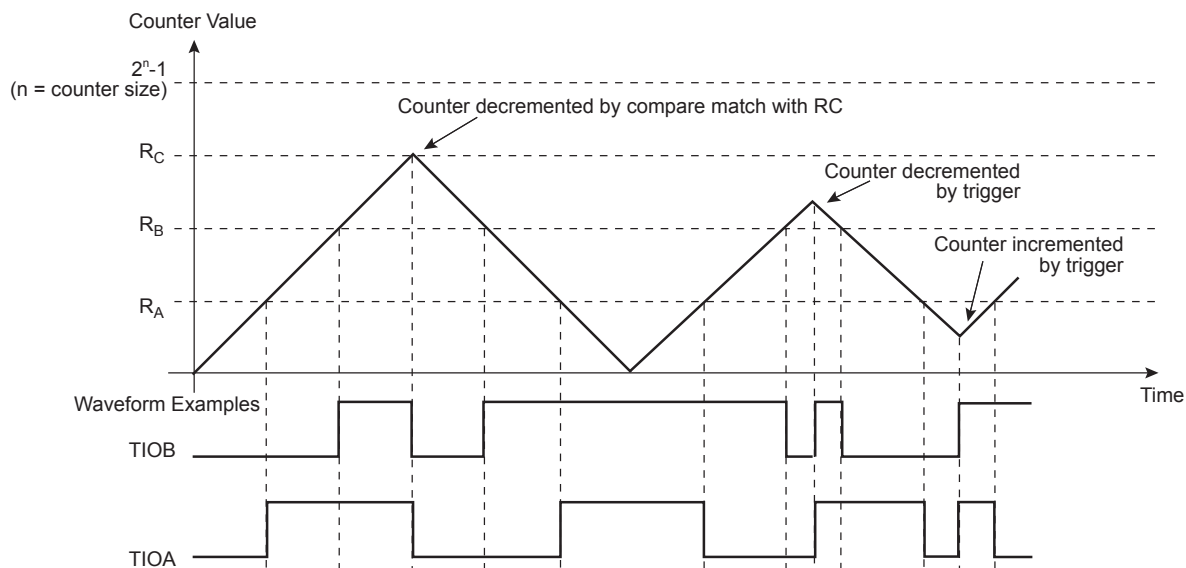 Counter Value
2ⁿ-1
(n = counter size)
Counter decremented by compare match with RC
R_C
Counter decremented
by trigger
R_B
Counter incremented
by trigger
R_A
Time
Waveform Examples
TIOB
TIOA